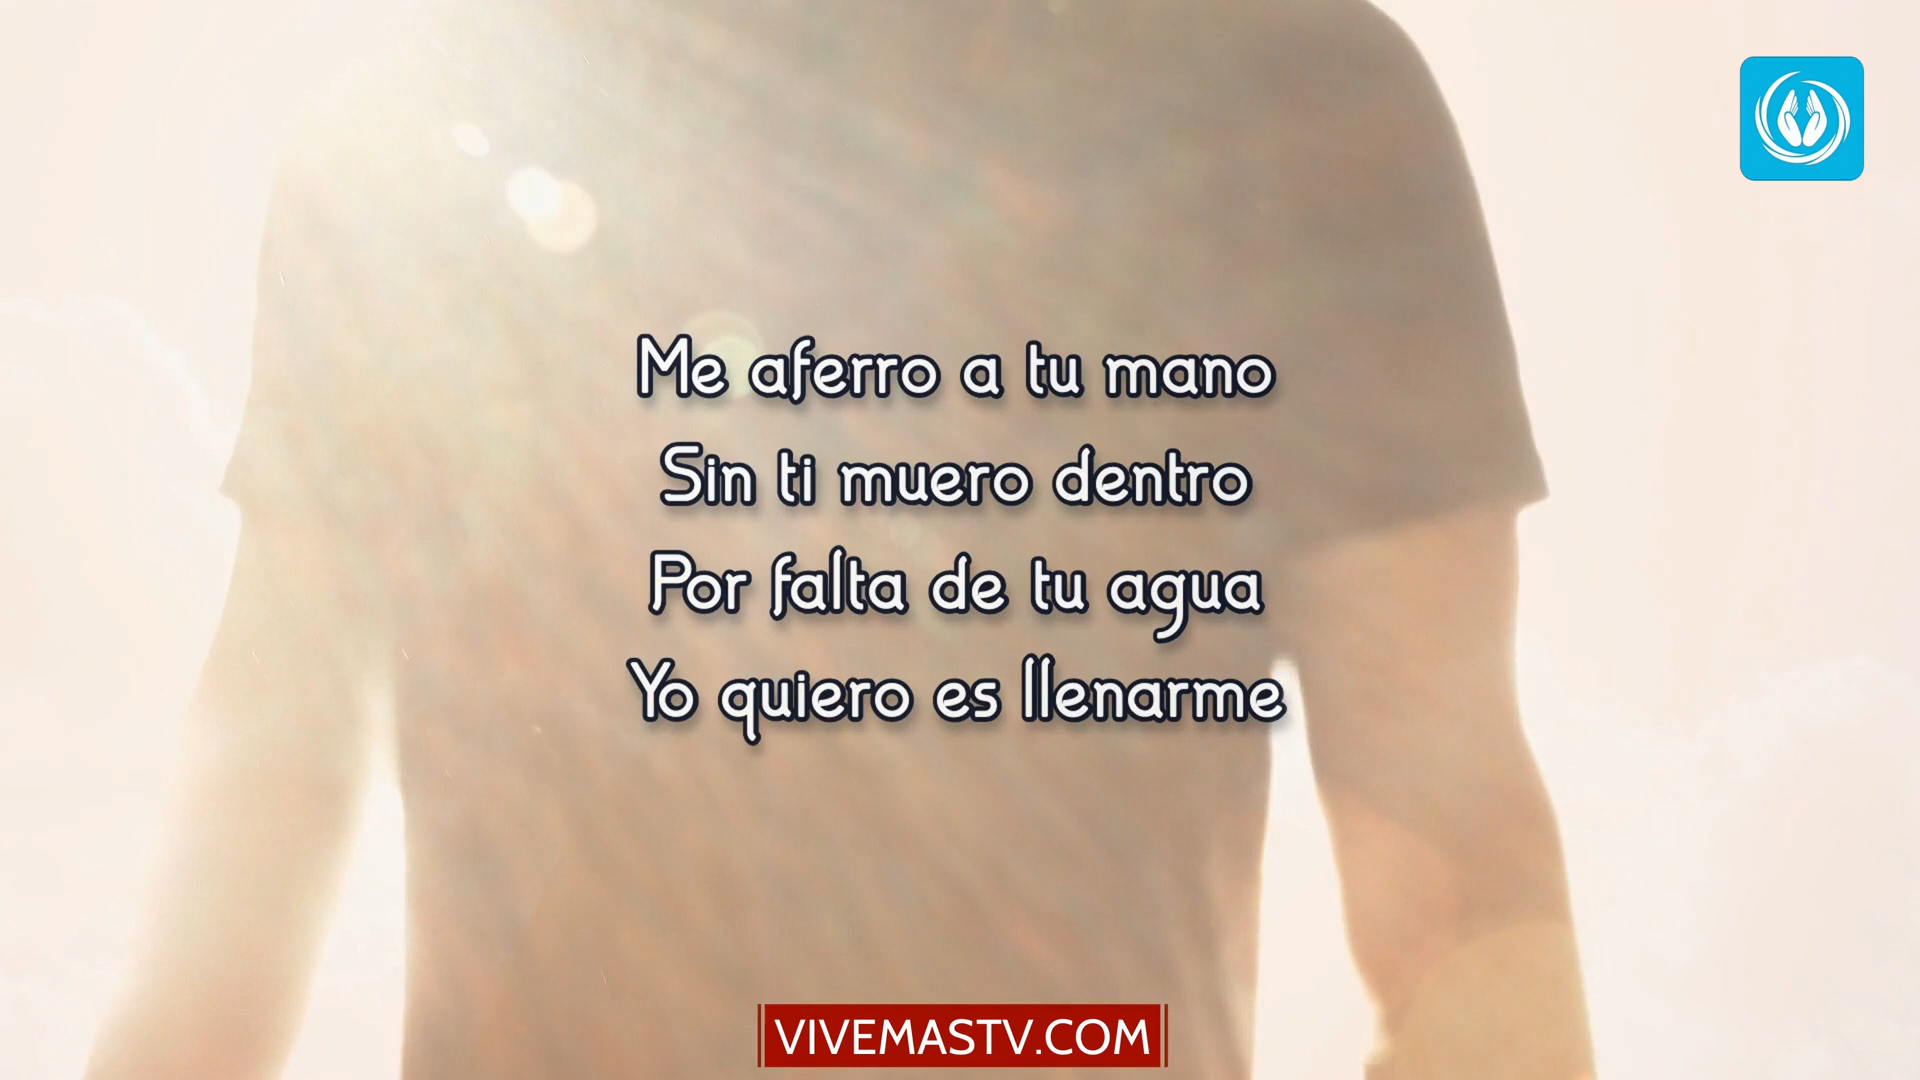 Me aferro a tu mano
Sin ti muero dentro
Por falta de tu agua
Yo quiero es llenarme
VIVEMASTV.COM